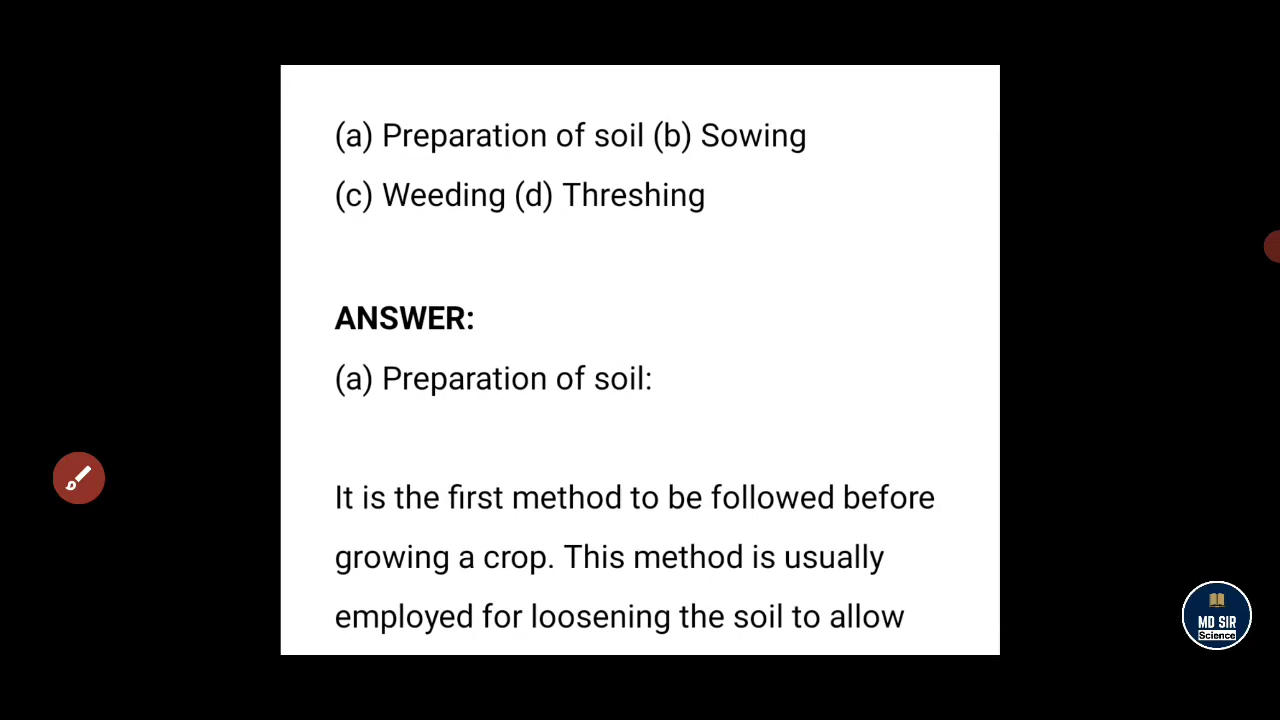 (a) Preparation of soil (b) Sowing
(c) Weeding (d) Threshing
ANSWER:
(a) Preparation of soil:
It is the first method to be followed before
growing a crop. This method is usually
employed for loosening the soil to allow
MD SIR
Science